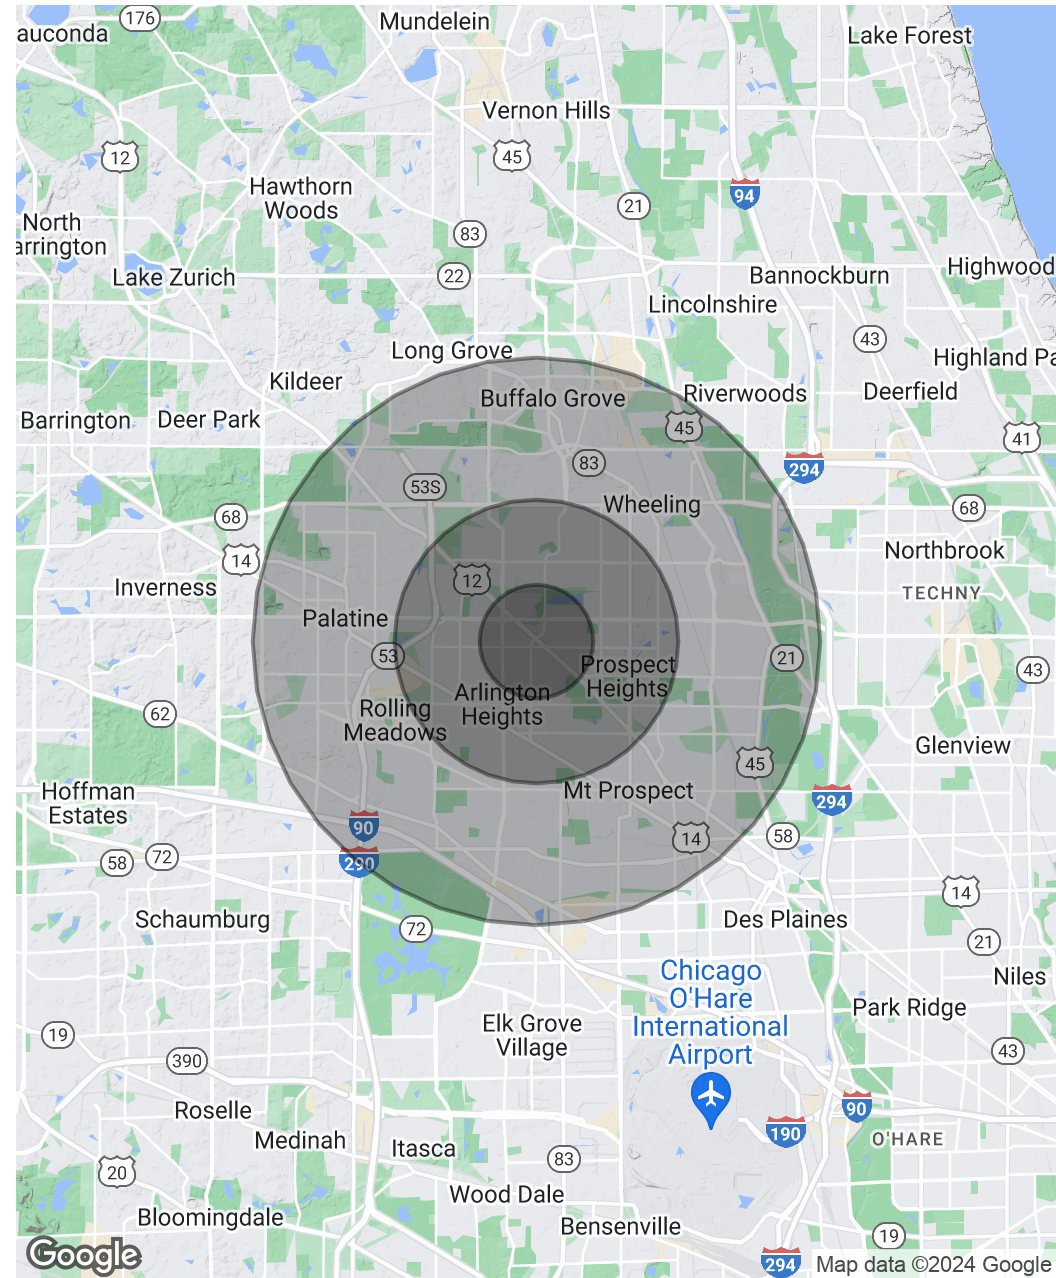 176
Mundelein
auconda
Lake Forest
Vernon Hills
12
45
Hawthorn
Woods
94
21
North
arrington
83
Lake Zurich
22
Bannockburn
Highwood
Lincolnshire
43
Long Grove
Highland Pa
Kildeer
Buffalo Grove
Riverwoods
Deerfield
Barrington
Deer Park
45
41
83
294
53S
Wheeling
68
68
14
Northbrook
12
Inverness
TECHNY
Palatine
53
21
Prospect
Heights
43
Arlington
Heights
Rolling
Meadows
62
Glenview
45
Hoffman
Estates
Mt Prospect
294
90
14
58
58
72
290
14
Schaumburg
72
Des Plaines
21
Chicago
O'Hare
International
Airport
Niles
Park Ridge
Elk Grove
Village
19
43
390
Roselle
90
190
O'HARE
Medinah
Itasca
83
20
Wood Dale
Bloomingdale
Bensenville
19
Google
294
Map data ©2024 Google